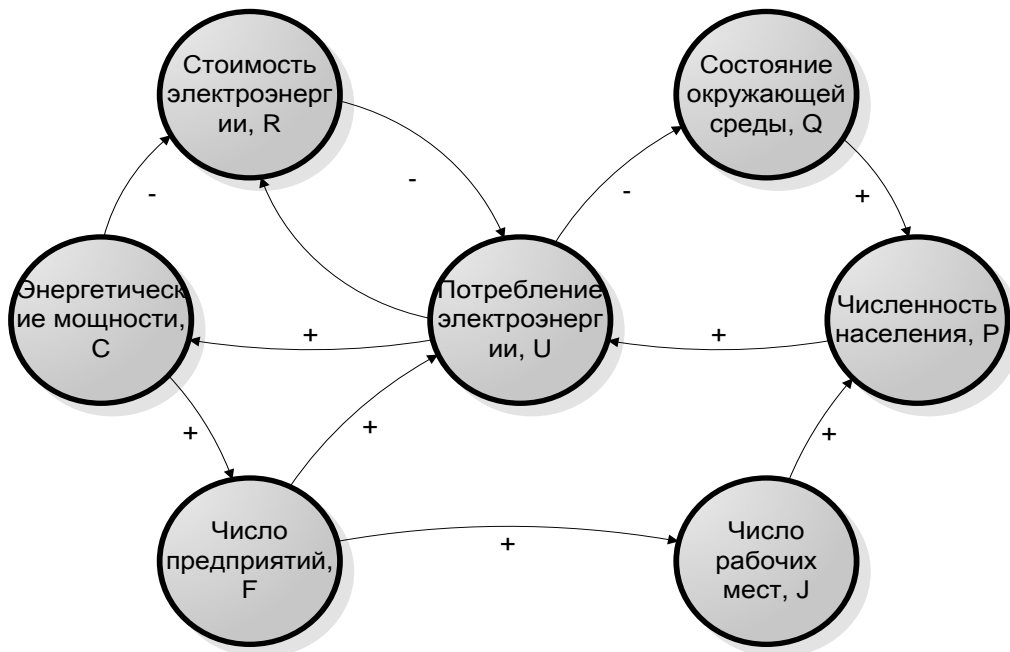 Стоимость
электроэнерг
ии, R
Состояние
окружающей
среды, Q
-
-
-
+
Энергетическ
ие мощности,
C
Потребление
электроэнерг
ии, U
Численность
населения, P
+
+
+
+
+
Число
предприятий,
F
+
Число
рабочих
мест, J